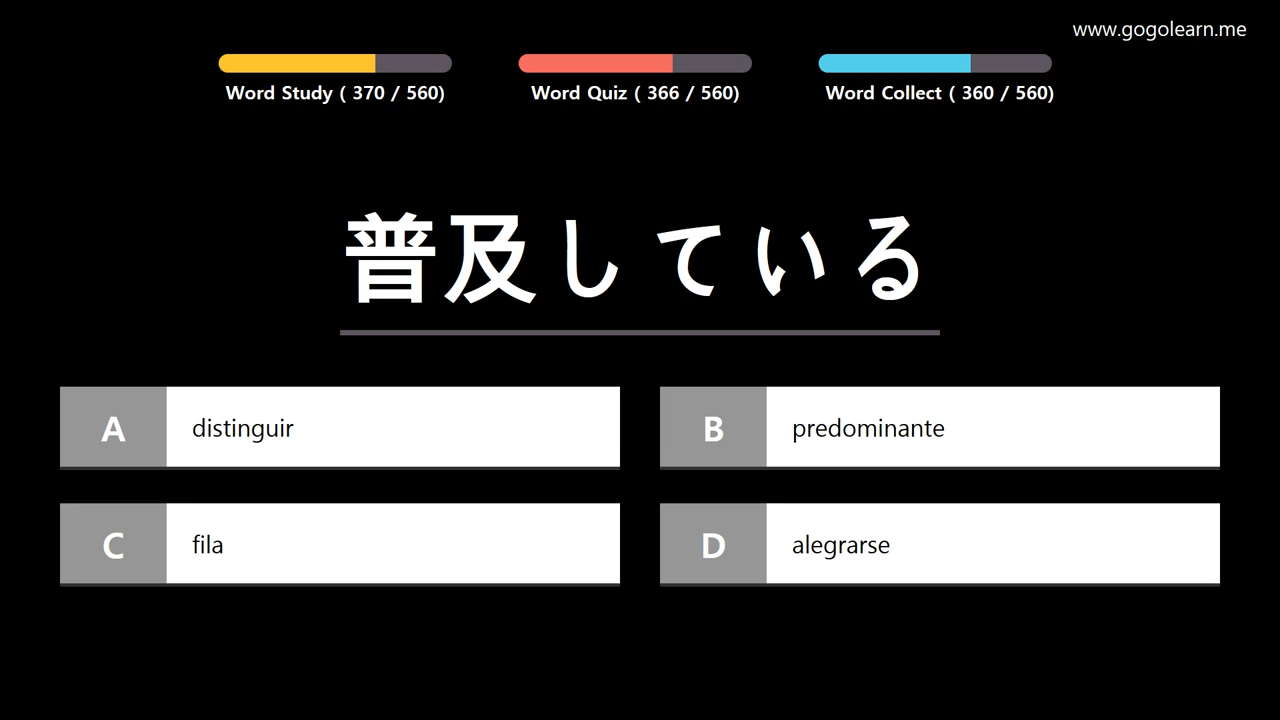 www.gogolearn.me
Word Study ( 370 / 560)
Word Quiz ( 366 / 560)
Word Collect ( 360 / 560)
普及している
A distinguir
B predominante
C fila
D alegrarse